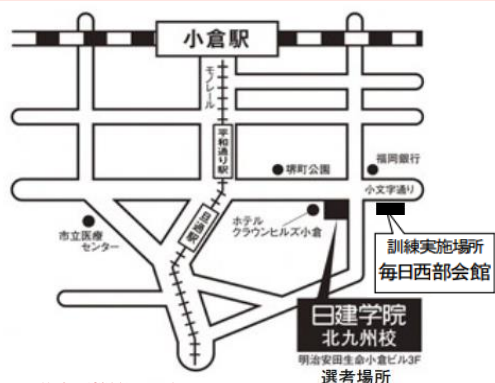 小倉駅
モノレール
平和通り駅
堺町公園
福岡銀行
小文字通り
旦過駅
市立医療
センター
ホテル
クラウンヒルズ小倉
訓練実施場所
毎日西部会館
日建学院
北九州校
明治安田生命小倉ビル3F
選考場所